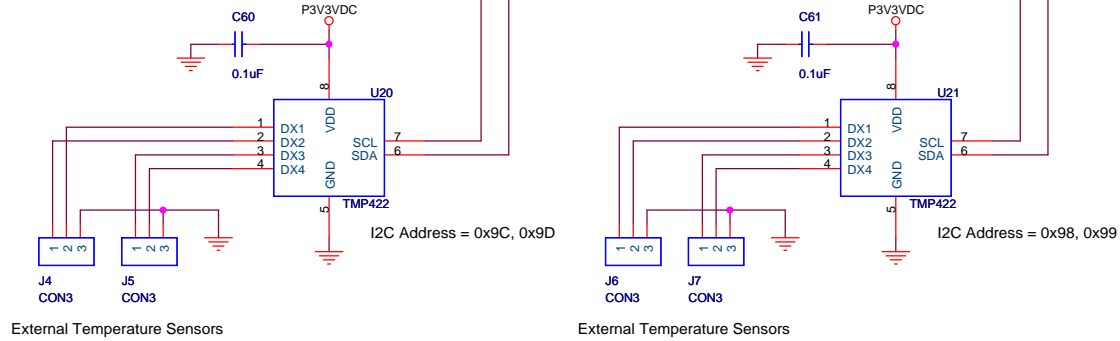 P3V3VDC
C60
0.1uF
8
U20
VDD
1 DX1
2 DX2
3 DX3
4 DX4
SCL 7
SDA 6
GND
5
TMP422
I2C Address = 0x9C, 0x9D
1 2 3
1 2 3
J4
CON3
J5
CON3
External Temperature Sensors
P3V3VDC
C61
0.1uF
8
U21
VDD
1 DX1
2 DX2
3 DX3
4 DX4
SCL 7
SDA 6
GND
5
TMP422
I2C Address = 0x98, 0x99
1 2 3
1 2 3
J6
CON3
J7
CON3
External Temperature Sensors